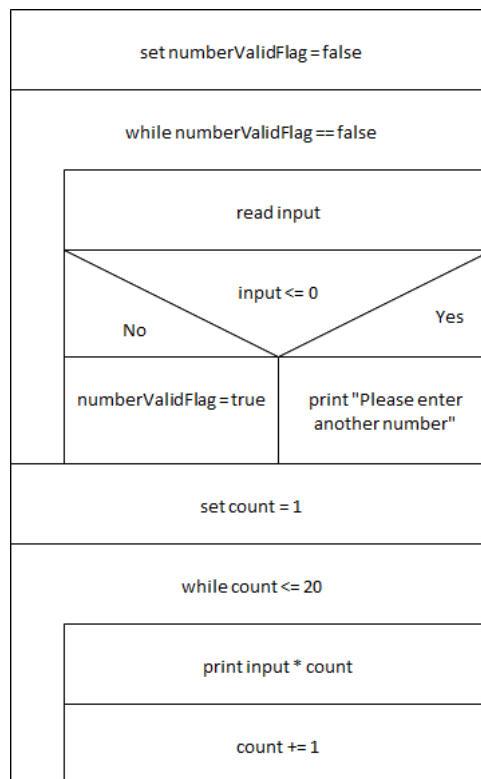 set numberValidFlag = false
while numberValidFlag == false
read input
input <= 0
No
Yes
numberValidFlag = true
print "Please enter
another number"
set count = 1
while count <= 20
print input * count
count += 1